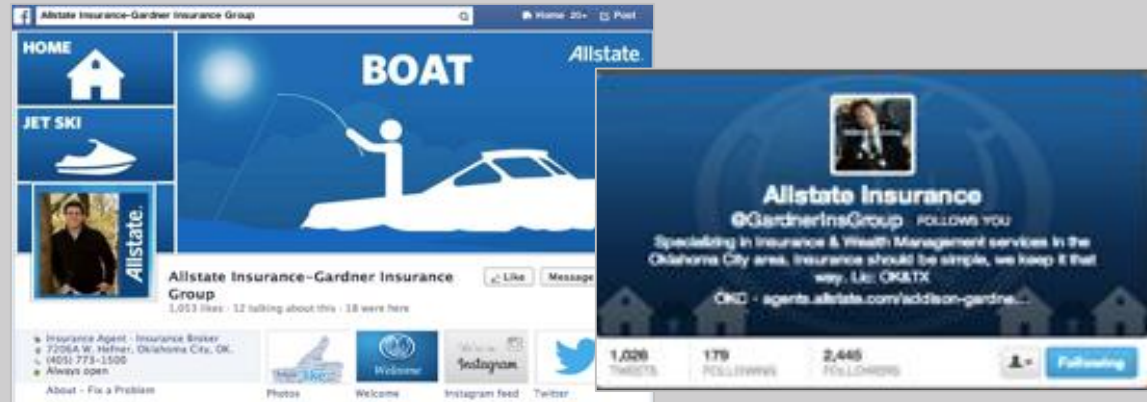 Allstate Insurance-Gardner Insurance Group
Home 20+ Post
HOME
BOAT
Allstate.
JET SKI
Allstate.
Allstate Insurance-Gardner Insurance
Group
Like Message
1,053 likes · 12 talking about this · 18 were here
Insurance Agent · Insurance Broker
7206A W. Hefner, Oklahoma City, OK.
(405) 773-1500
Always open
About - Fix a Problem
like
Welcome
Instagram
Photos
Welcome
Instagram feed
Twitter
Allstate Insurance
@GardnerInsGroup FOLLOWS YOU
Specializing in Insurance & Wealth Management services in the
Oklahoma City area. Insurance should be simple, we keep it that
way. Lic: OK&TX
OKC · agents.allstate.com/addison-gardne...
1,026
TWEETS
179
FOLLOWING
2,445
FOLLOWERS
Following